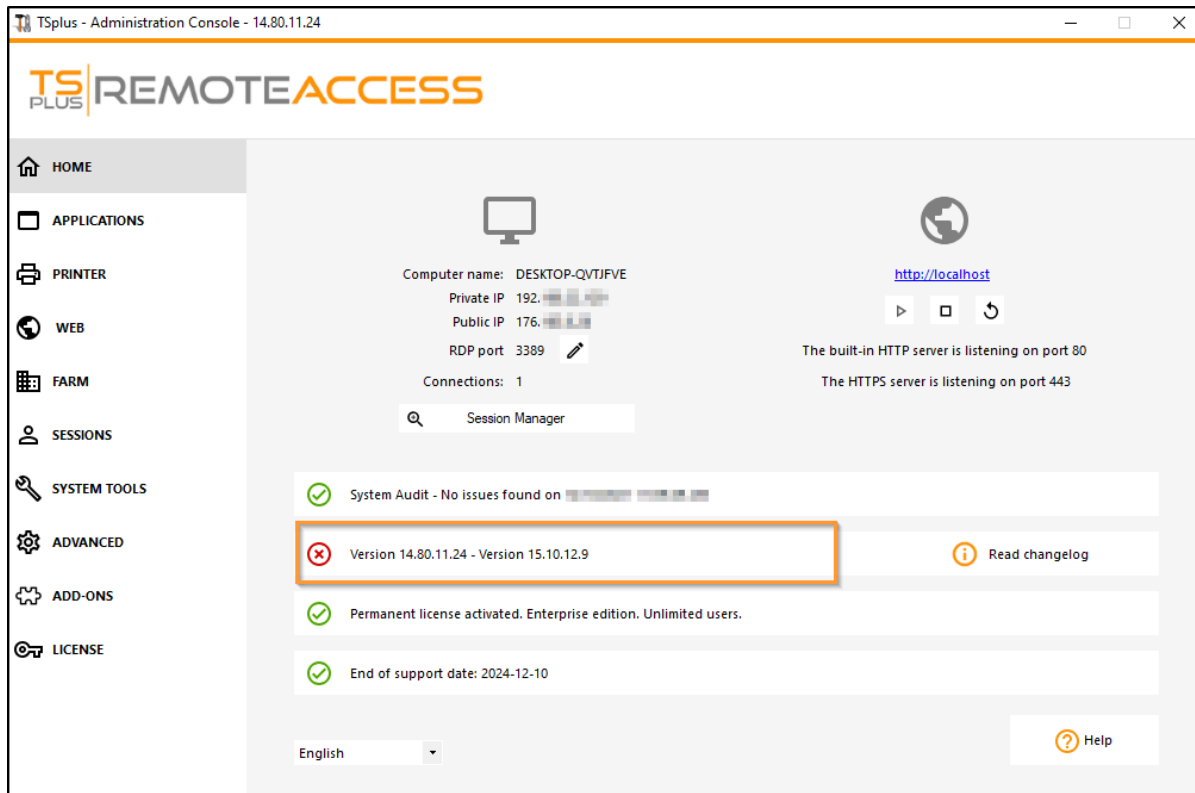 TSplus - Administration Console - 14.80.11.24
TS PLUS REMOTEACCESS
HOME
APPLICATIONS
PRINTER
WEB
FARM
SESSIONS
SYSTEM TOOLS
ADVANCED
ADD-ONS
LICENSE
Computer name: DESKTOP-QVTJFVE
Private IP 192.
Public IP 176.
RDP port 3389
Connections: 1
Session Manager
http://localhost
The built-in HTTP server is listening on port 80
The HTTPS server is listening on port 443
System Audit - No issues found on
Version 14.80.11.24 - Version 15.10.12.9
Read changelog
Permanent license activated. Enterprise edition. Unlimited users.
End of support date: 2024-12-10
English
Help